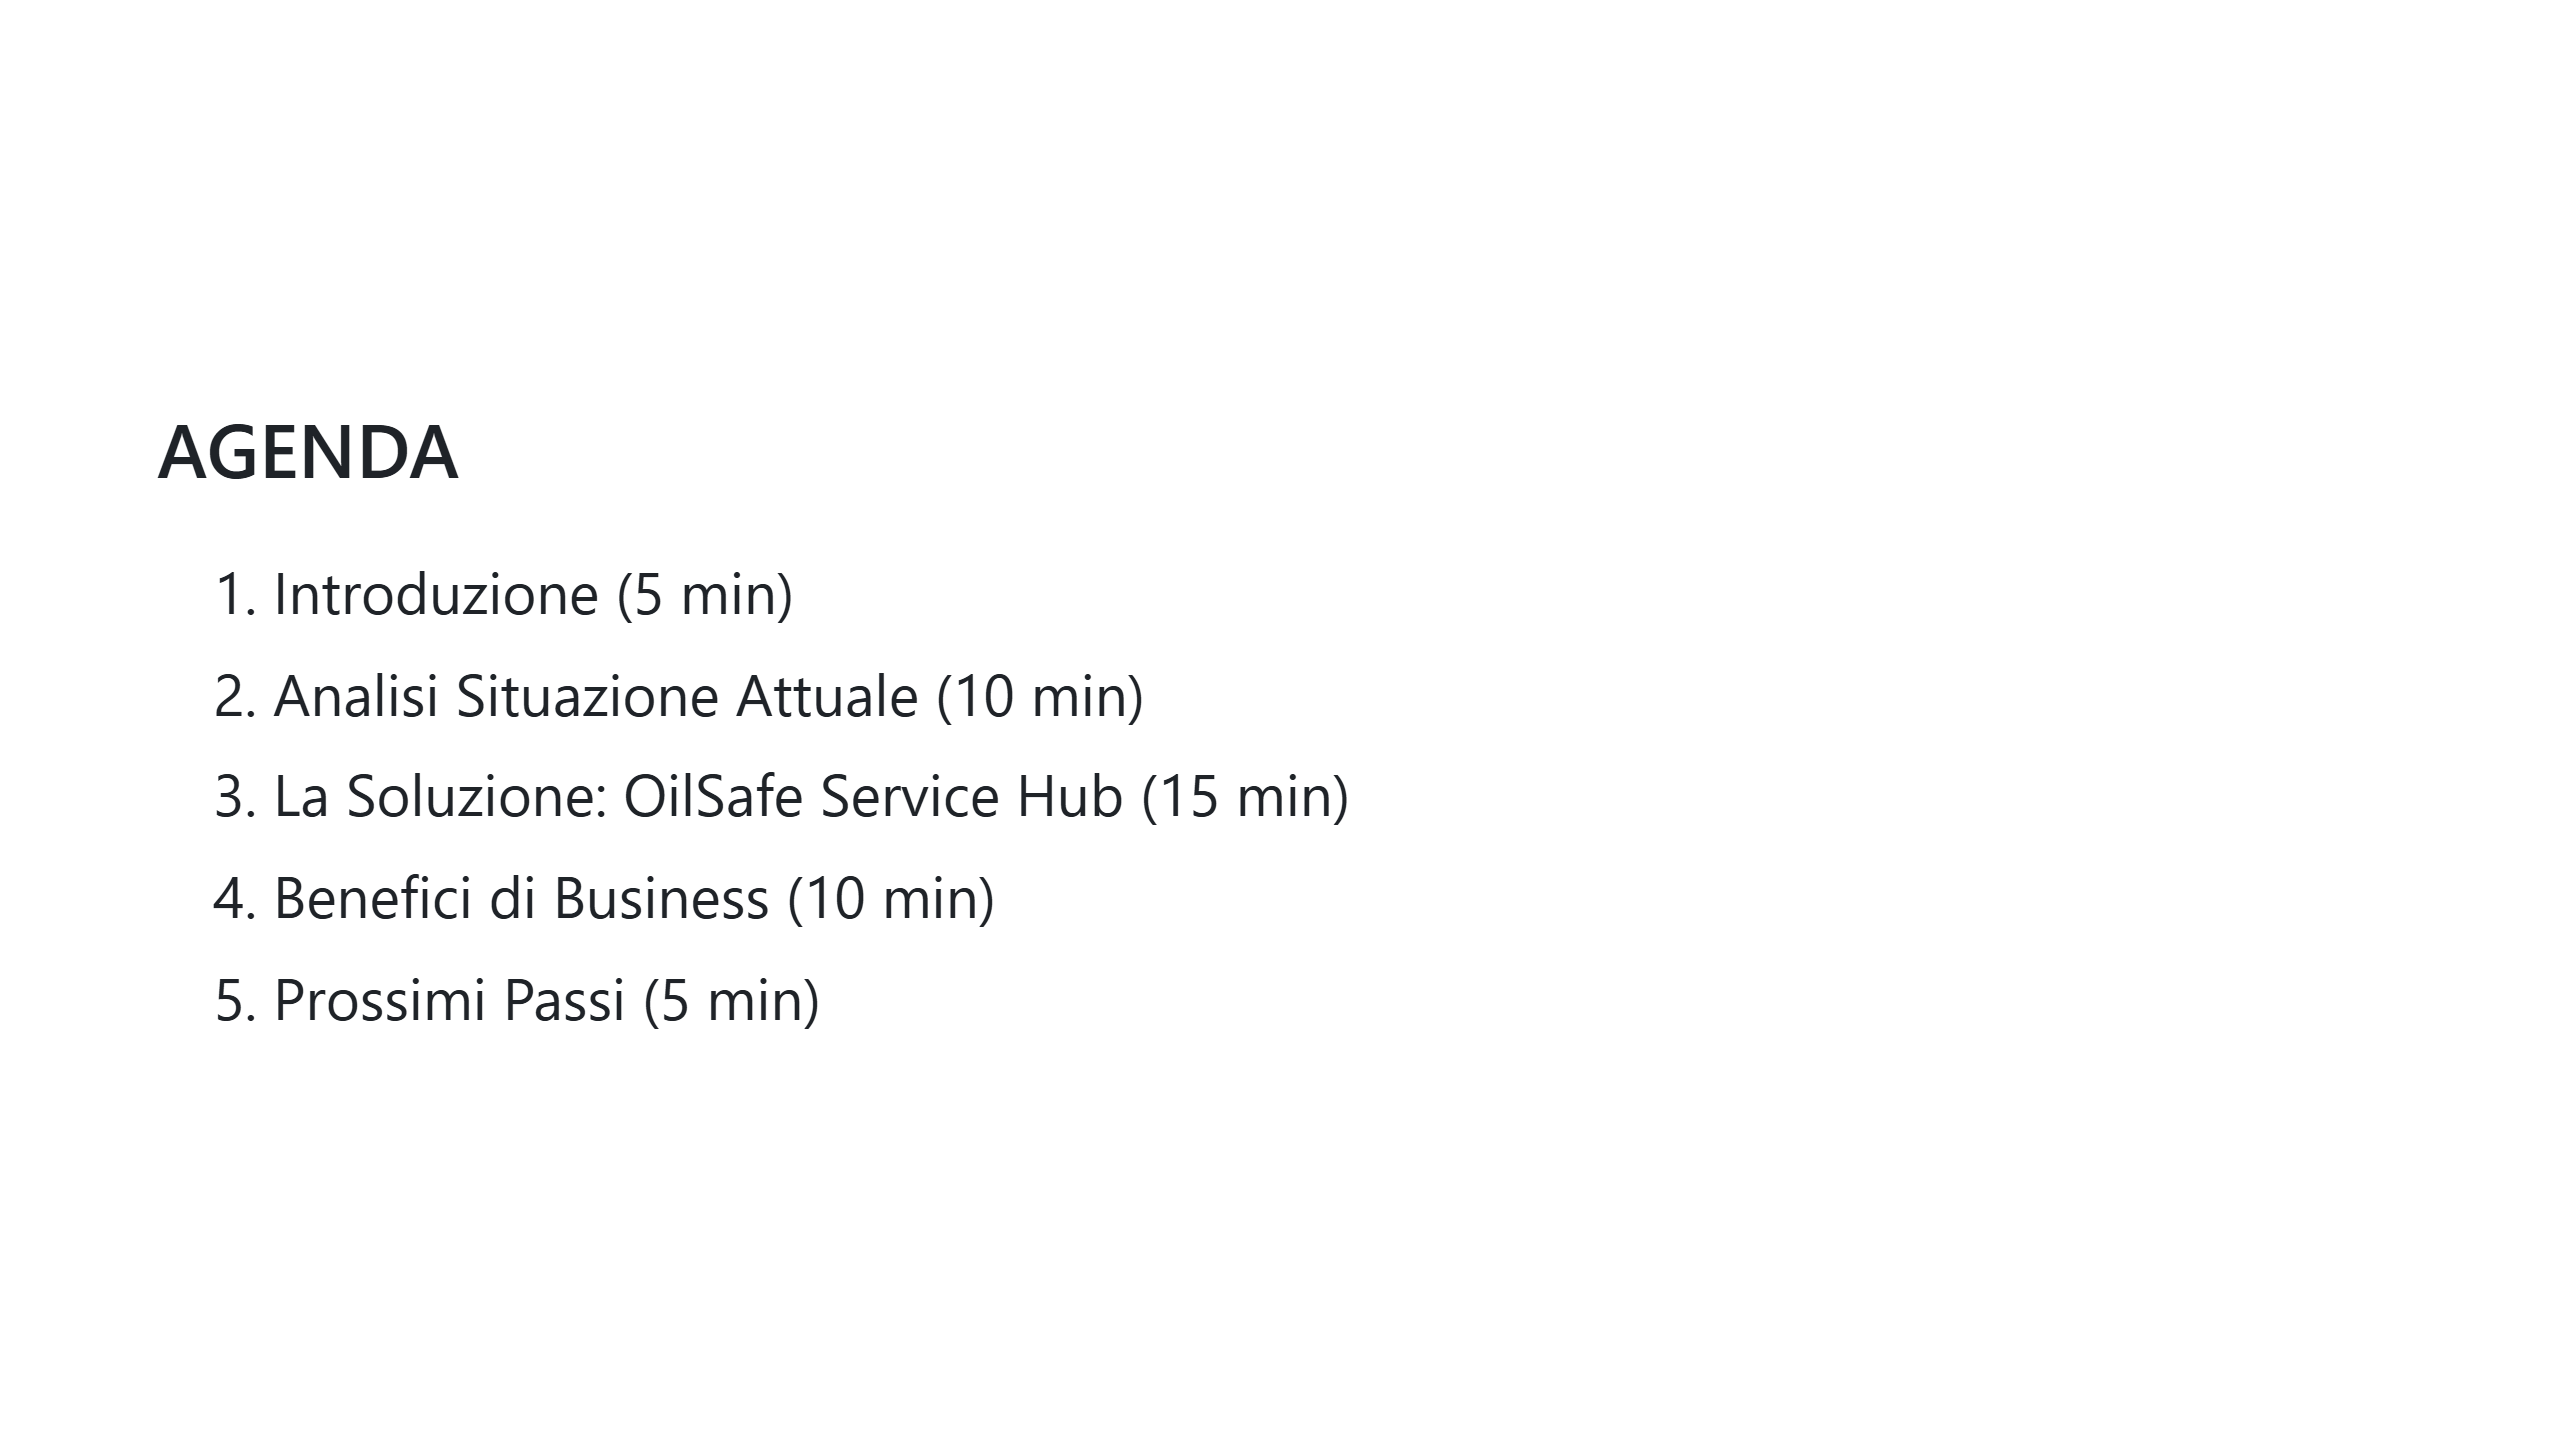 AGENDA
1. Introduzione (5 min)
2. Analisi Situazione Attuale (10 min)
3. La Soluzione: OilSafe Service Hub (15 min)
4. Benefici di Business (10 min)
5. Prossimi Passi (5 min)